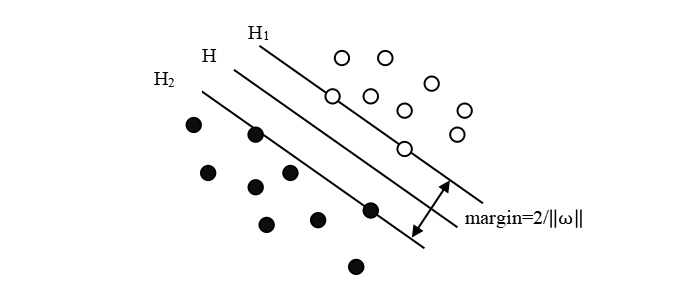 H₁
H
H₂
margin=2/‖ω‖